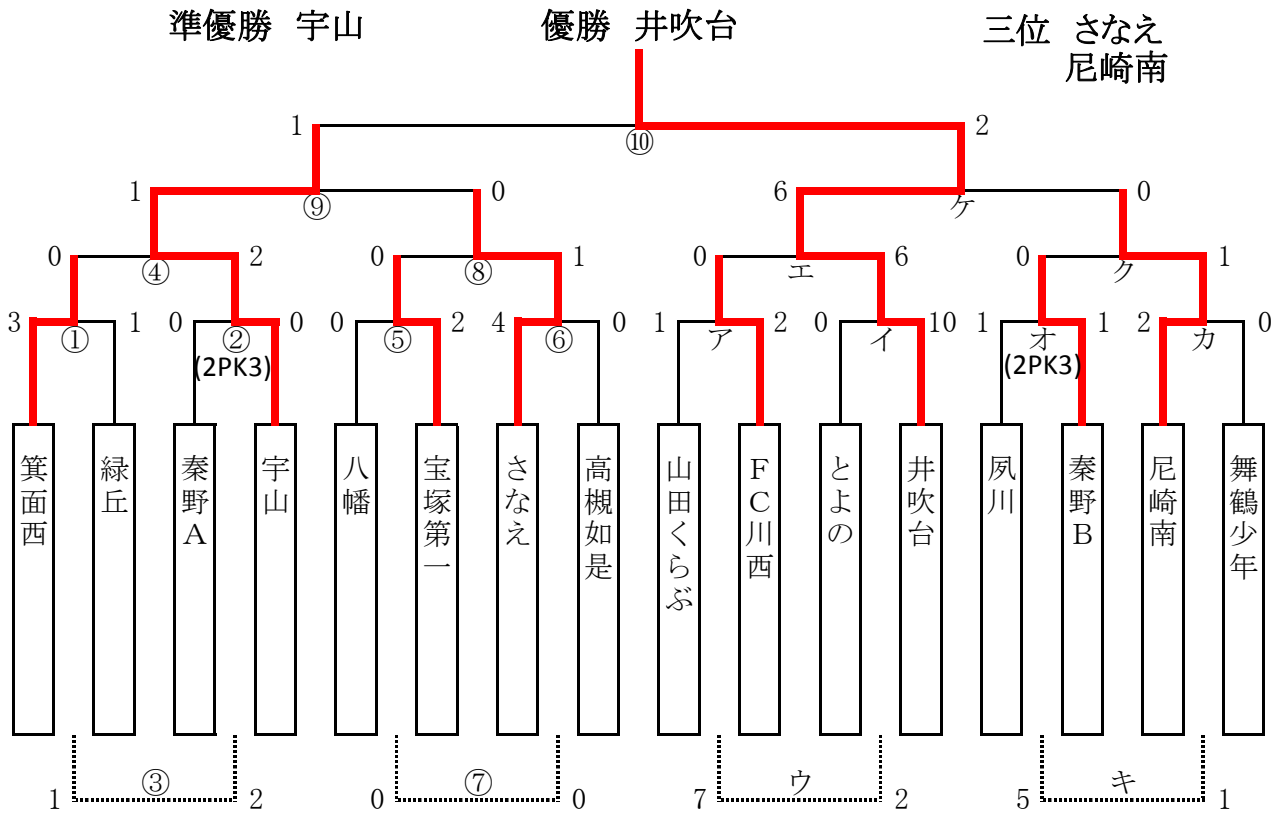 準優勝 宇山
優勝 井吹台
三位 さなえ
尼崎南
1
⑩
2
1
⑨
0
6
ケ
0
0
④
2
0
⑧
1
0
エ
6
0
ク
1
3
①
1
0
②
0
(2PK3)
0
⑤
2
4
⑥
0
1
ア
2
0
イ
10
1
オ
1
(2PK3)
2
カ
0
箕面西
緑丘
秦野A
宇山
八幡
宝塚第一
さなえ
高槻如是
山田くらぶ
FC川西
とよの
井吹台
夙川
秦野B
尼崎南
舞鶴少年
1
③
2
0
⑦
0
7
ウ
2
5
キ
1